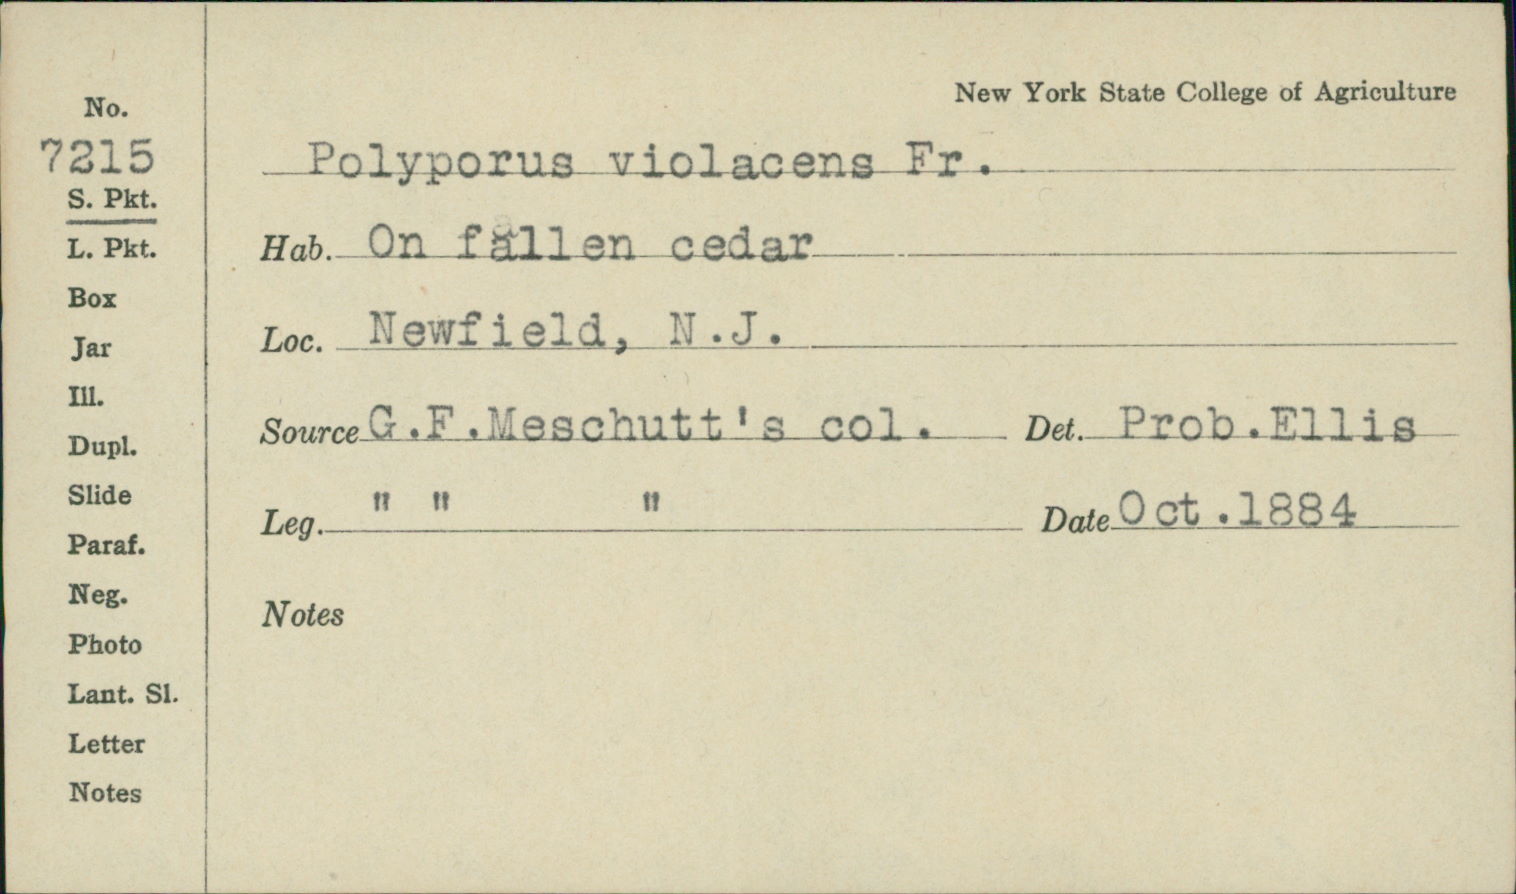 New York State College of Agriculture
No.
7215
S. Pkt.
L. Pkt.
Box
Jar
Ill.
Dupl.
Slide
Paraf.
Neg.
Photo
Lant. Sl.
Letter
Notes
Polyporus violacens Fr.
Hab. On fallen cedar
Loc. Newfield, N.J.
Source G.F.Meschutt's col. Det. Prob.Ellis
Leg. " " " Date Oct.1884
Notes